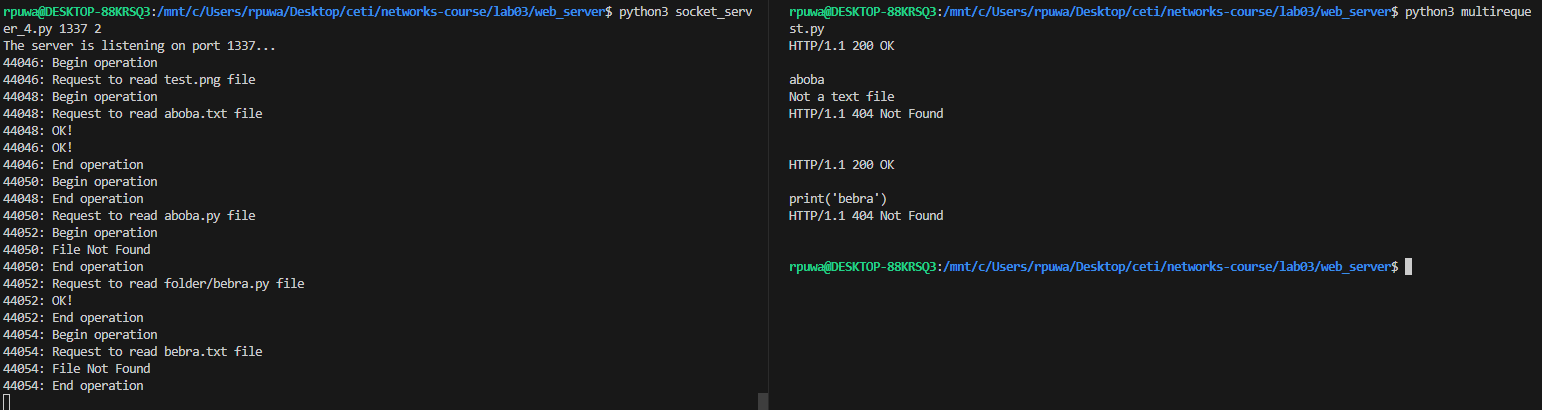 rpuwa@DESKTOP-88KRSQ3:/mnt/c/Users/rpuwa/Desktop/ceti/networks-course/lab03/web_server$ python3 socket_serv
er_4.py 1337 2
The server is listening on port 1337...
44046: Begin operation
44046: Request to read test.png file
44048: Begin operation
44048: Request to read aboba.txt file
44048: OK!
44046: OK!
44046: End operation
44050: Begin operation
44048: End operation
44050: Request to read aboba.py file
44052: Begin operation
44050: File Not Found
44050: End operation
44052: Request to read folder/bebra.py file
44052: OK!
44052: End operation
44054: Begin operation
44054: Request to read bebra.txt file
44054: File Not Found
44054: End operation
rpuwa@DESKTOP-88KRSQ3:/mnt/c/Users/rpuwa/Desktop/ceti/networks-course/lab03/web_server$ python3 multireque
st.py
HTTP/1.1 200 OK
aboba
Not a text file
HTTP/1.1 404 Not Found
HTTP/1.1 200 OK
print('bebra')
HTTP/1.1 404 Not Found
rpuwa@DESKTOP-88KRSQ3:/mnt/c/Users/rpuwa/Desktop/ceti/networks-course/lab03/web_server$